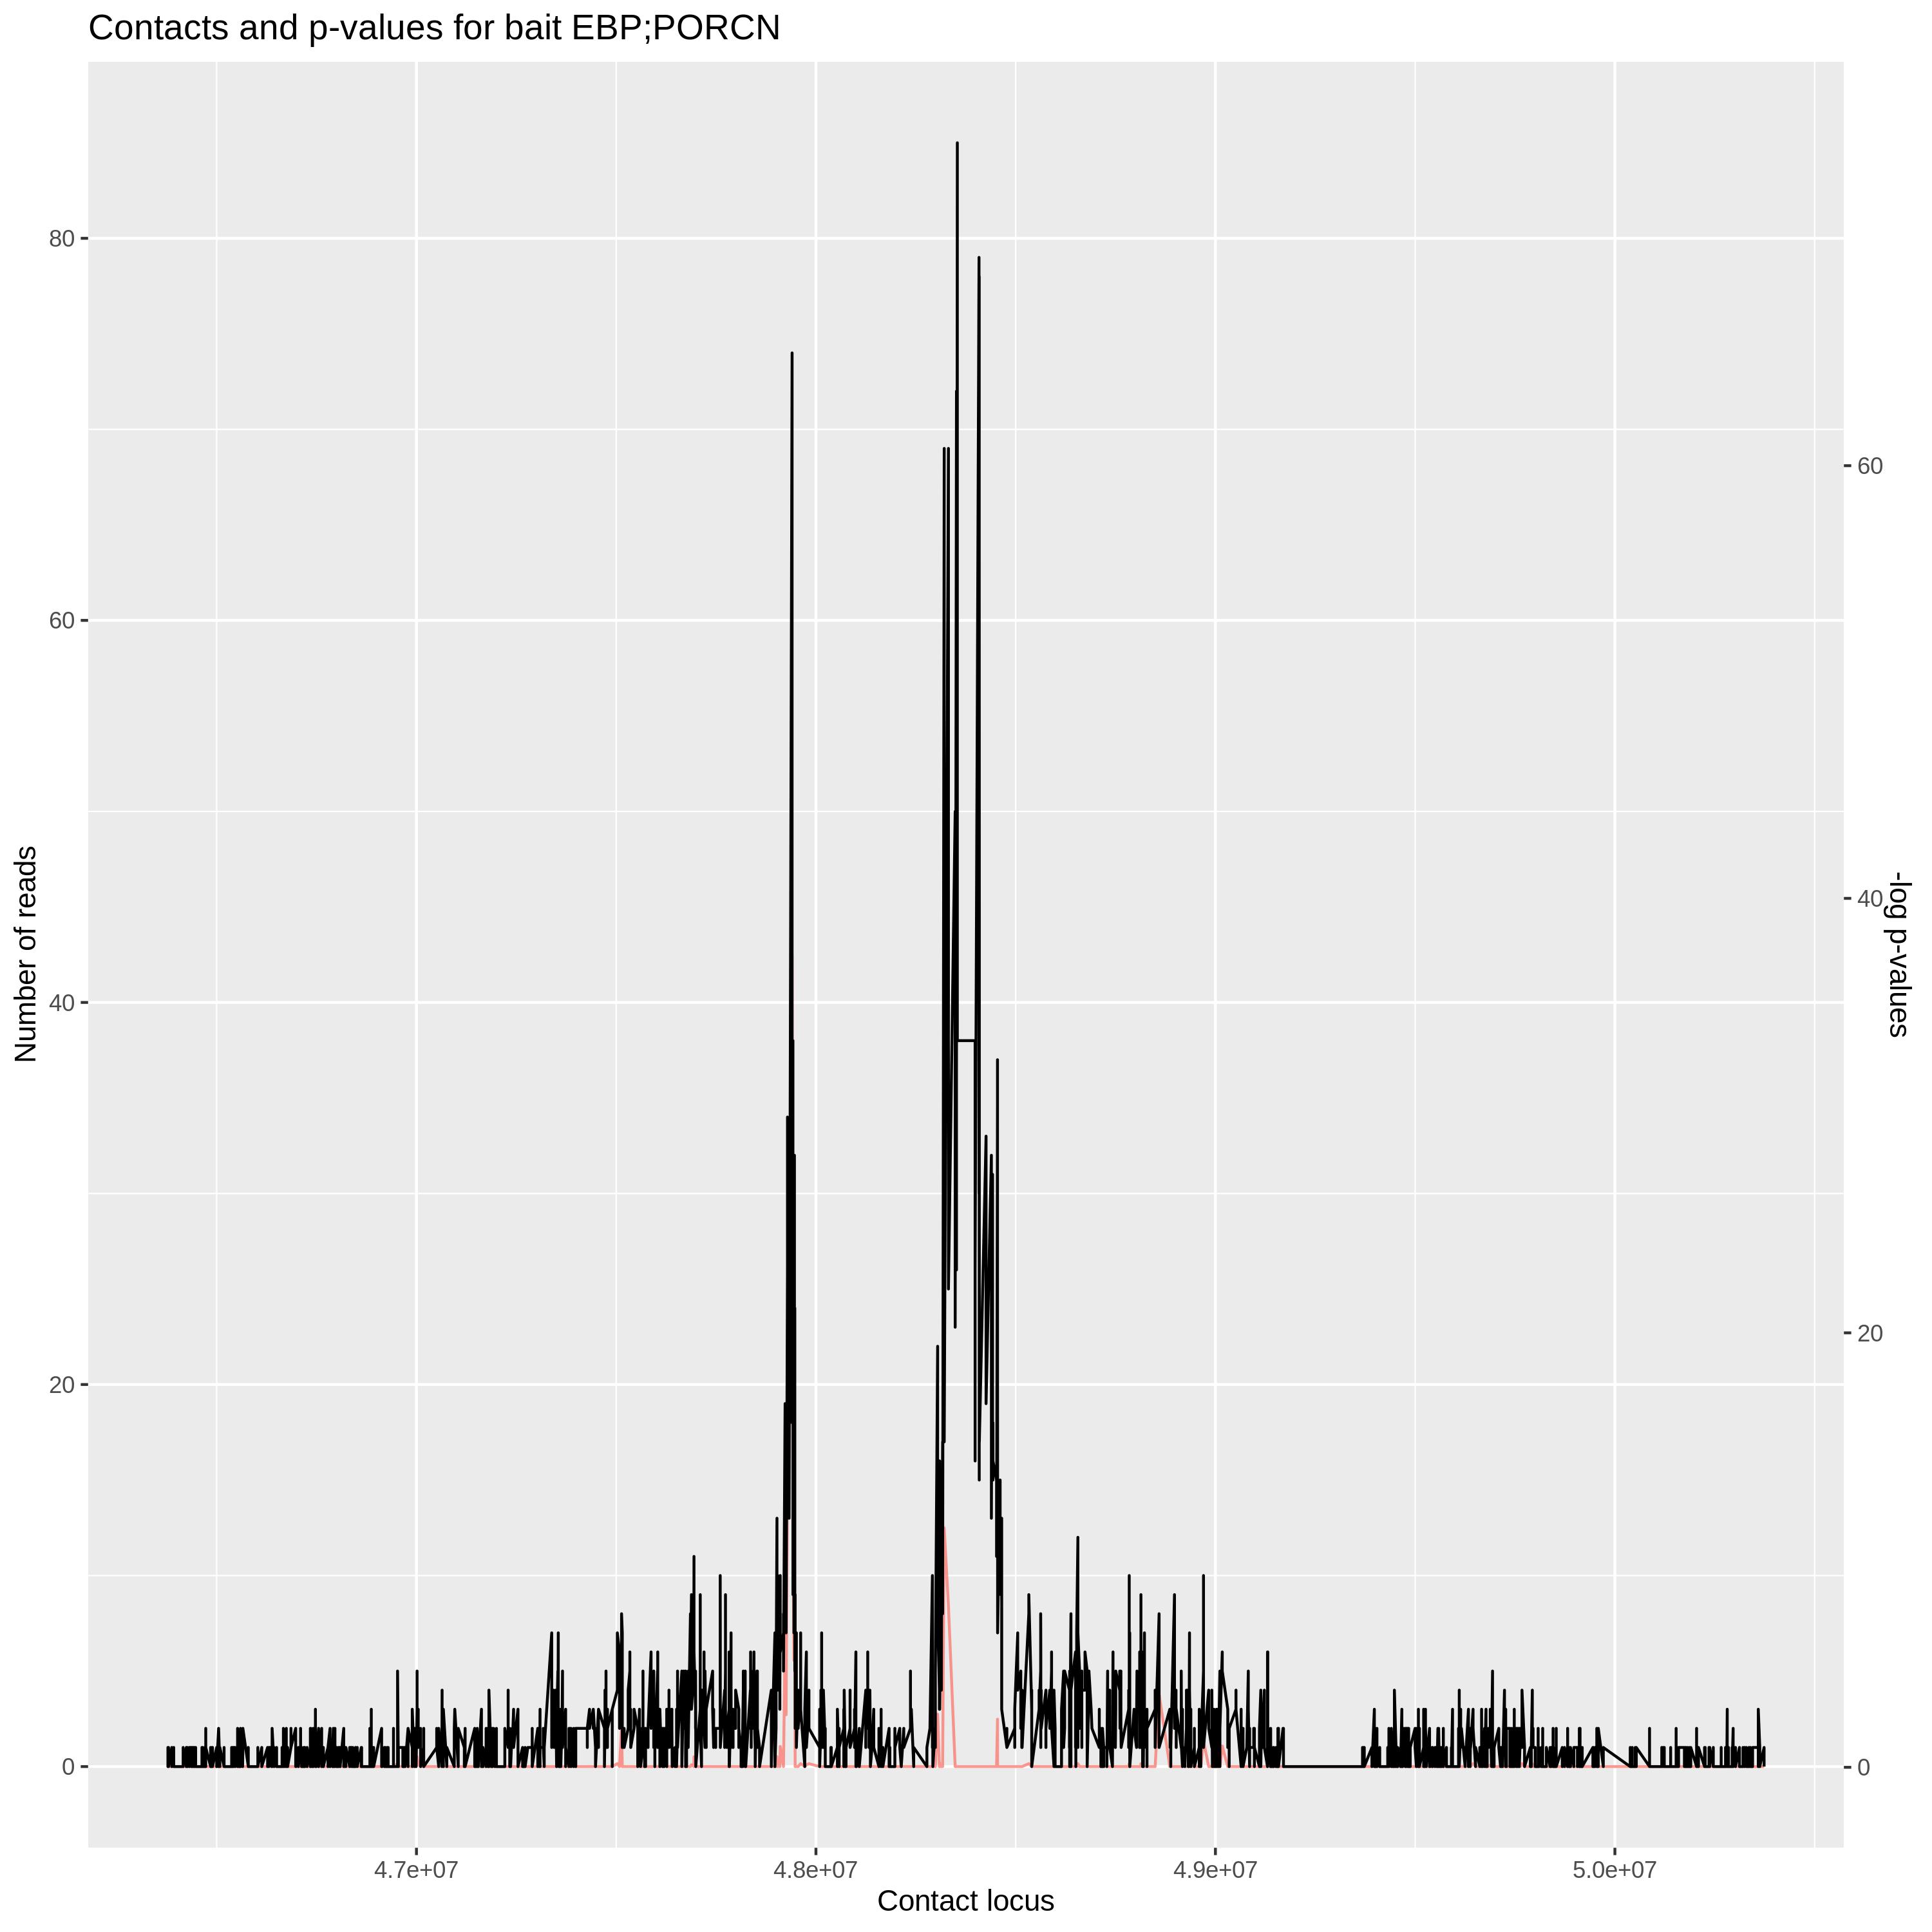 Contacts and p-values for bait EBP;PORCN
80
60
40
20
0
Number of reads
60
40
20
0
-log p-values
4.7e+07 4.8e+07 4.9e+07 5.0e+07
Contact locus